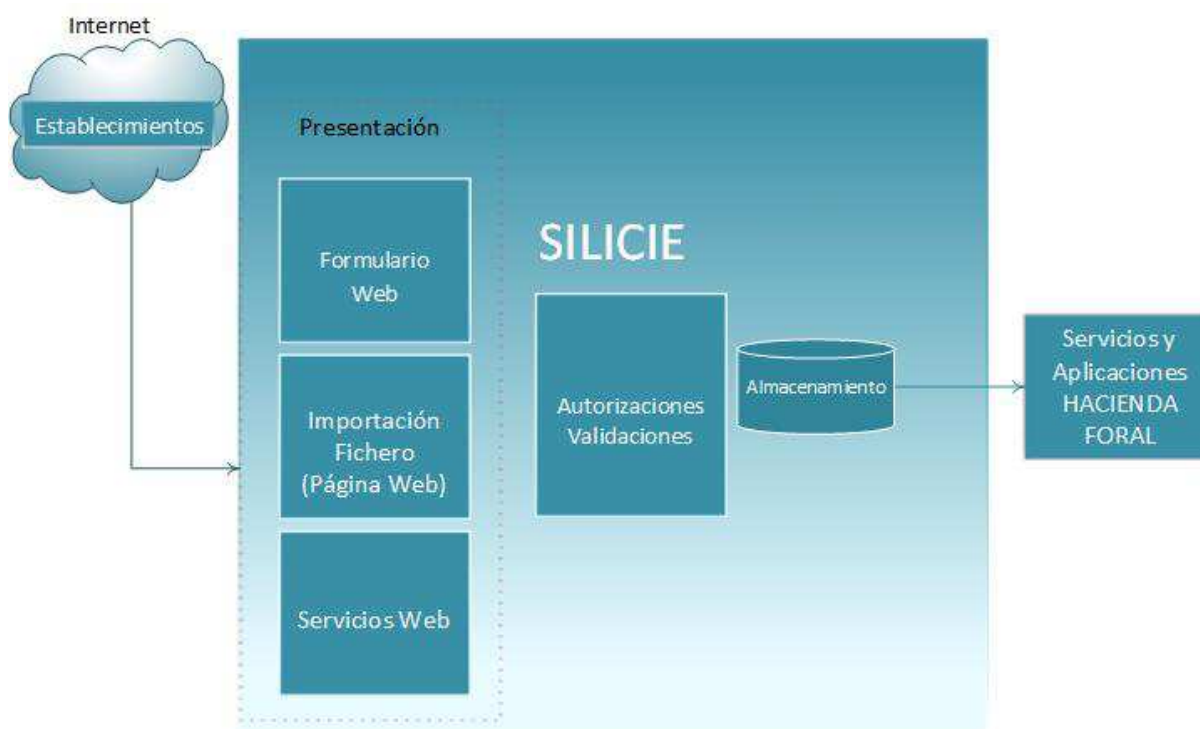 Internet
Establecimientos
Presentación
Formulario
Web
Importación
Fichero
(Página Web)
Servicios Web
SILICIE
Autorizaciones
Validaciones
Almacenamiento
Servicios y
Aplicaciones
HACIENDA
FORAL